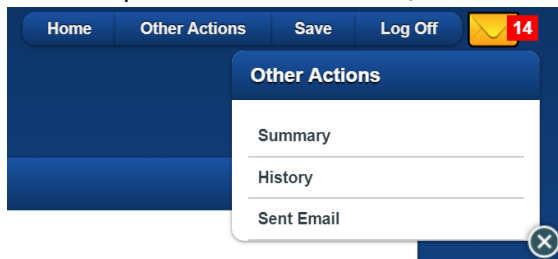 Home Other Actions Save Log Off 14
Other Actions
Summary
History
Sent Email